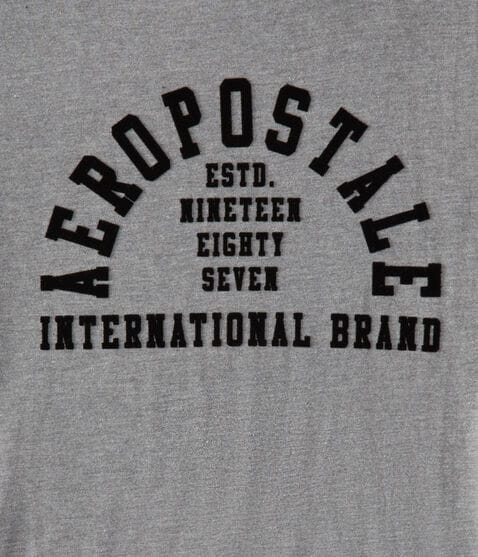 AEROPOSTALE
ESTD.
NINETEEN
EIGHTY
SEVEN
INTERNATIONAL BRAND